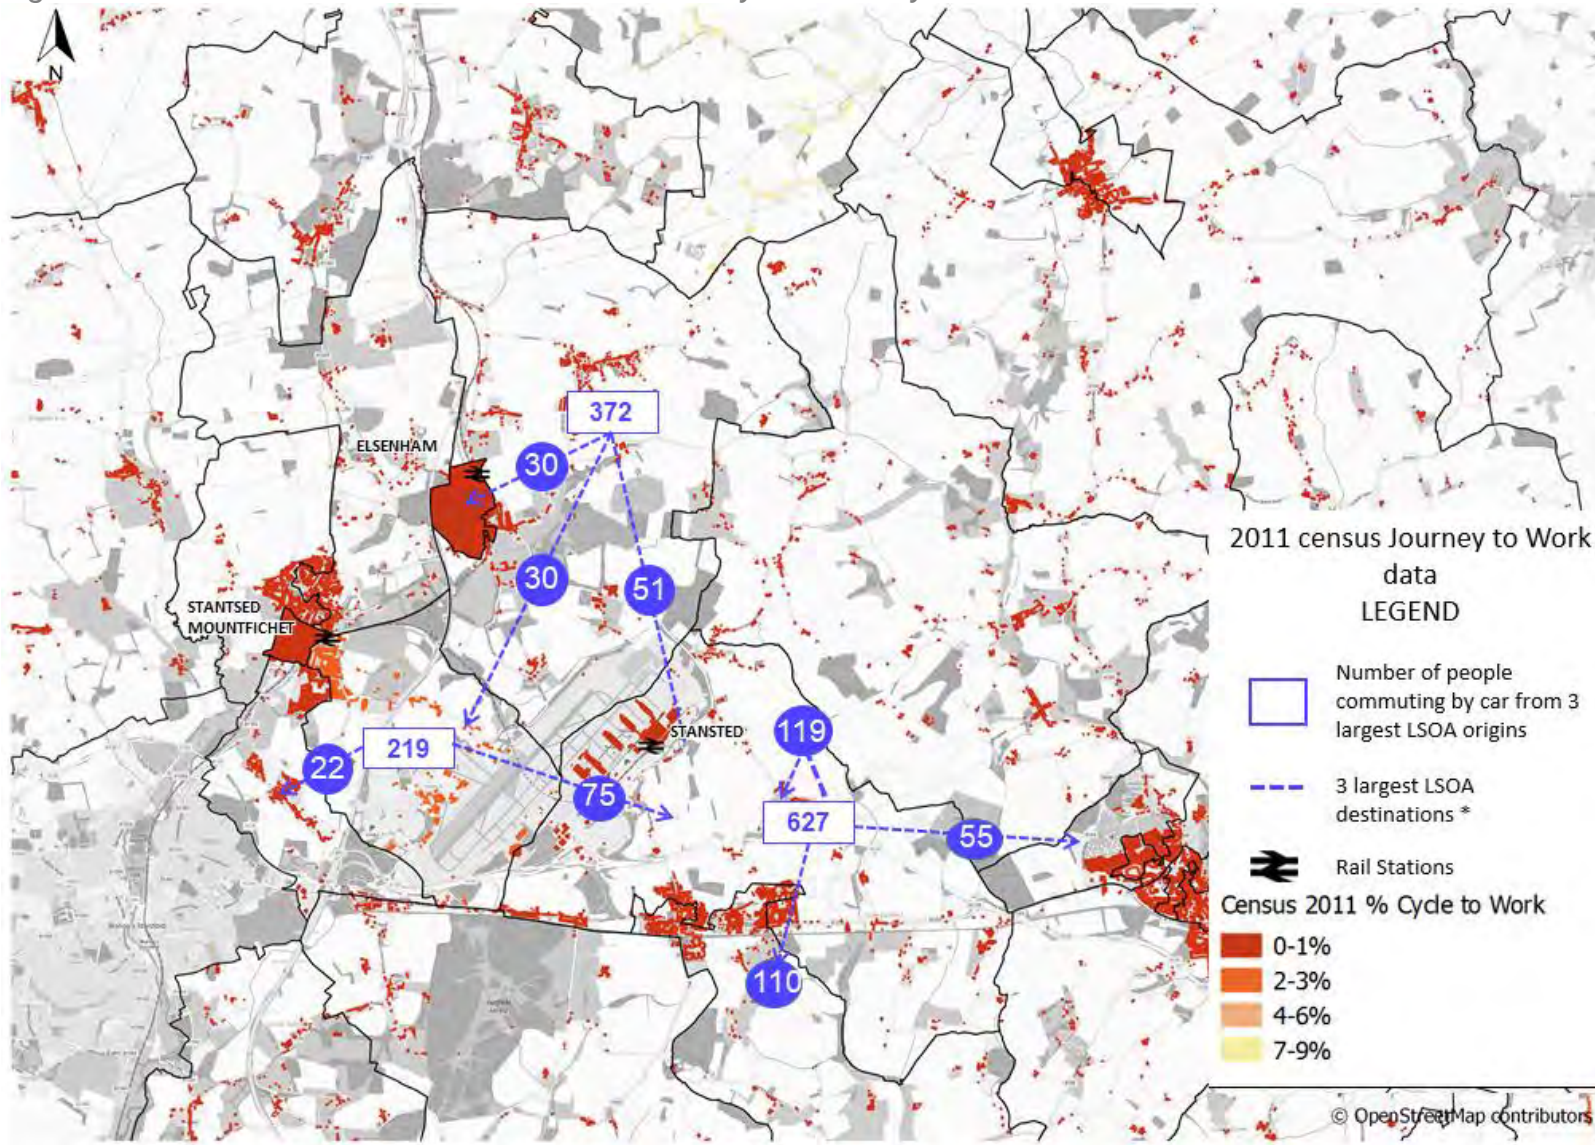 N
372
ELSENHAM
30
30
51
STANTSED
MOUNTFICHET
STANSTED
119
219
22
75
627
55
110
2011 census Journey to Work
data
LEGEND
Number of people
commuting by car from 3
largest LSOA origins
3 largest LSOA
destinations *
Rail Stations
Census 2011 % Cycle to Work
0-1%
2-3%
4-6%
7-9%
© OpenStreetMap contributors